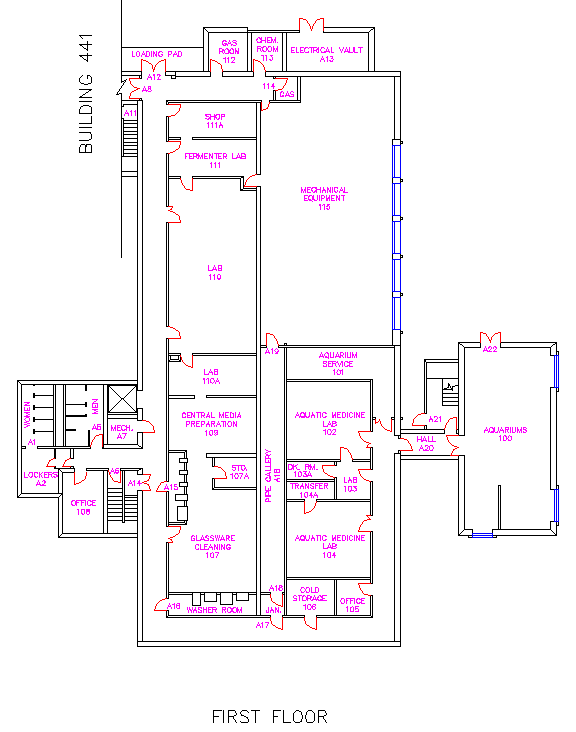 BUILDING 441
LOADING PAD
A12
A8
GAS
ROOM
112
CHEM.
ROOM
113
ELECTRICAL VAULT
A13
114
GAS
A11
SHOP
111A
FERMENTER LAB
111
MECHANICAL
EQUIPMENT
115
LAB
110
A19
AQUARIUM
SERVICE
101
A22
LAB
110A
WOMEN
MEN
MECH.
A7
A5
A1
CENTRAL MEDIA
PREPARATION
109
AQUATIC MEDICINE
LAB
102
A21
HALL
A20
AQUARIUMS
100
LOCKERS
A2
A9
A14
A15
STO.
107A
PIPE GALLERY
A18
DK. RM.
103A
LAB
103
TRANSFER
104A
OFFICE
108
GLASSWARE
CLEANING
107
AQUATIC MEDICINE
LAB
104
A18
COLD
STORAGE
106
OFFICE
105
A16
WASHER ROOM
JAN.
A17
FIRST FLOOR